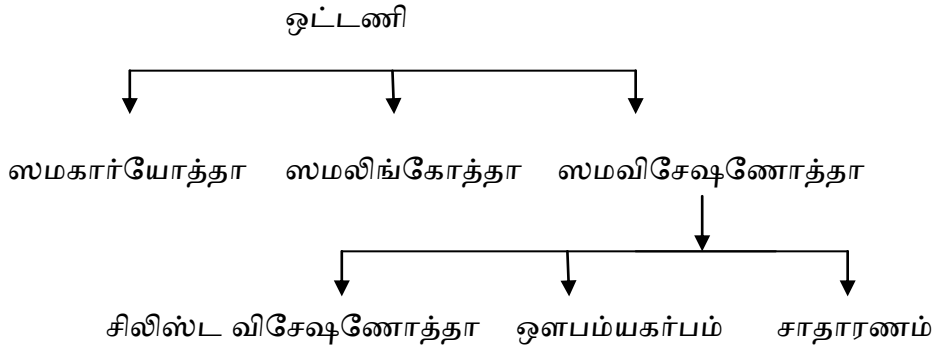 ஒட்டணி
ஸமகார்யோத்தா ஸமலிங்கோத்தா ஸமவிசேஷணோத்தா
சிலிஸ்ட விசேஷணோத்தா ஔபம்யகர்பம் சாதாரணம்